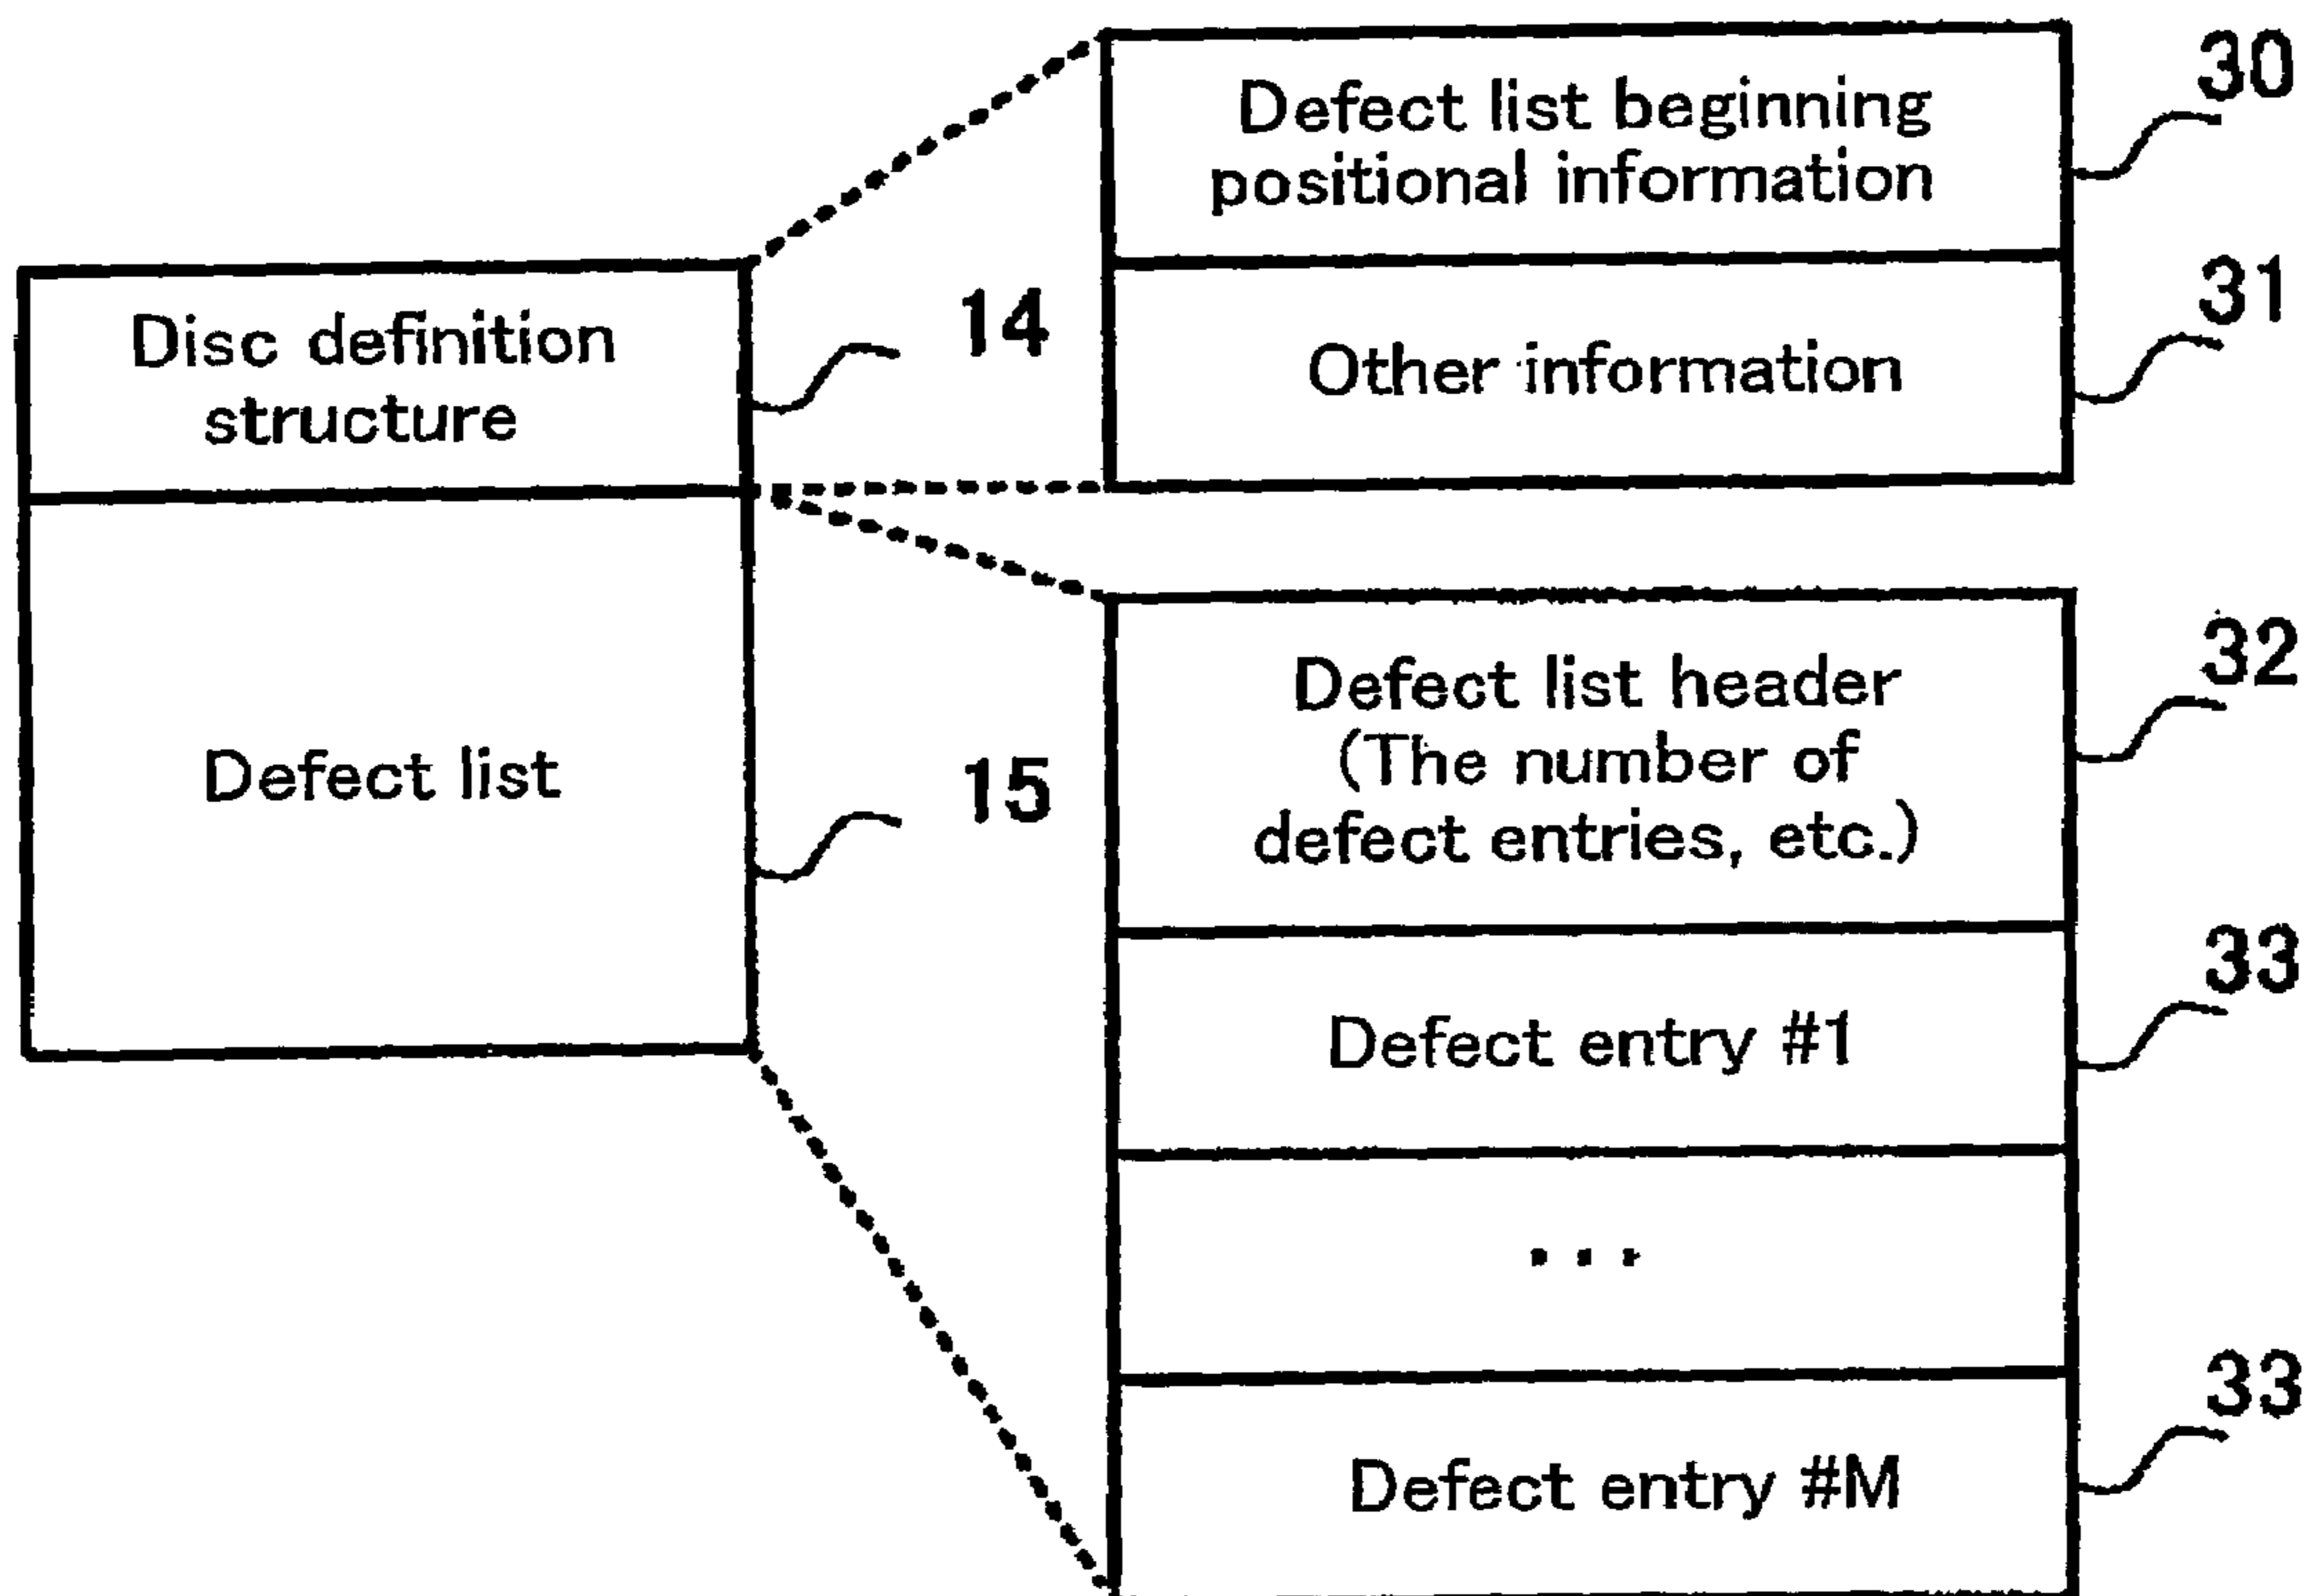 Disc definition
structure
14
Defect list
15
Defect list beginning
positional information
30
Other information
31
Defect list header
(The number of
defect entries, etc.)
32
Defect entry #1
33
...
Defect entry #M
33